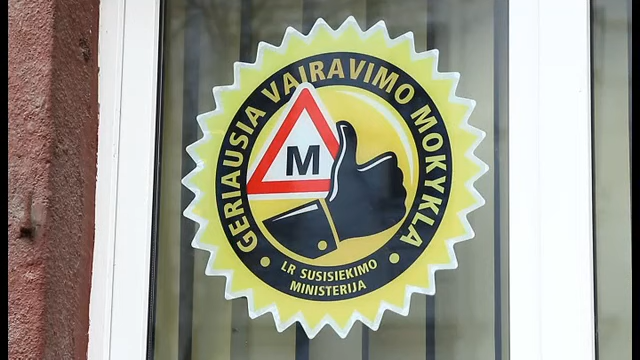 GERIAUSIA VAIRAVIMO MOKYKLA
M
LR SUSISIEKIMO
MINISTERIJA